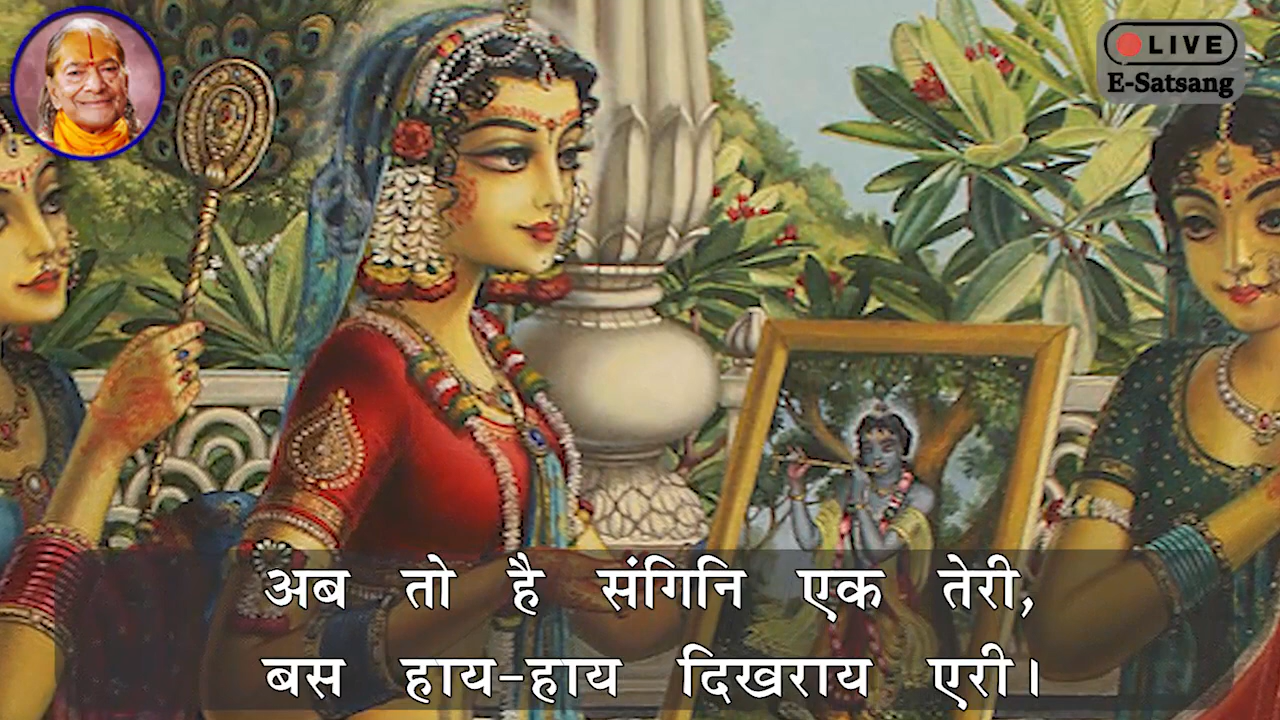 LIVE
E-Satsang
अब तो है संगिनि एक तेरी,
बस हाय-हाय दिखराय एरी।